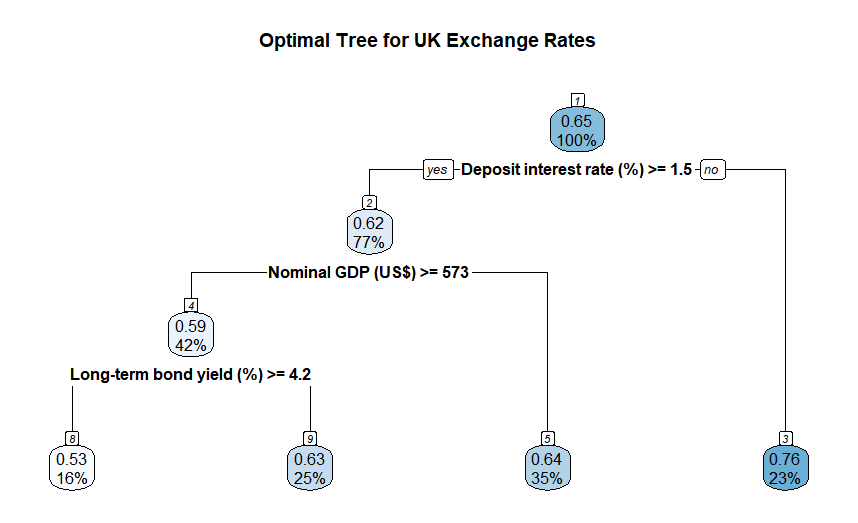 Optimal Tree for UK Exchange Rates
1
0.65
100%
yes Deposit interest rate (%) >= 1.5 no
2
0.62
77%
Nominal GDP (US$) >= 573
4
0.59
42%
Long-term bond yield (%) >= 4.2
8 9 5 3
0.53 0.63 0.64 0.76
16% 25% 35% 23%